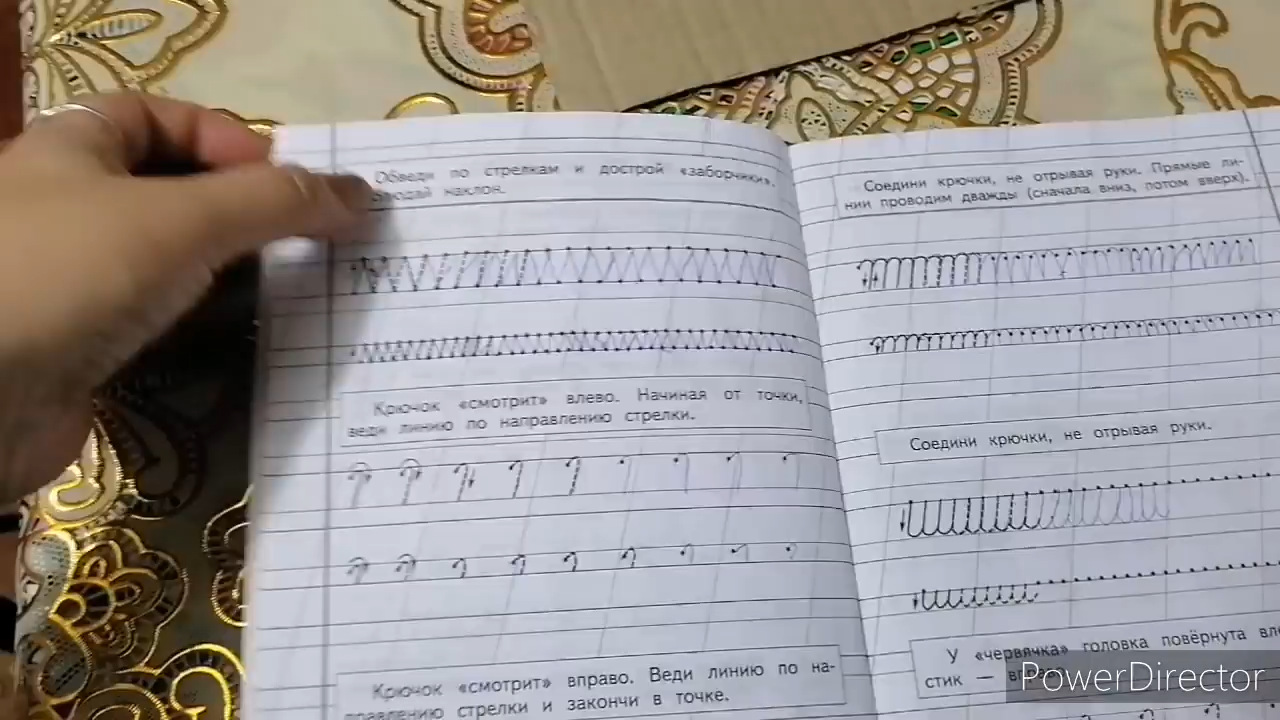 Обведи по стрелкам и дострой «заборчики».
наклон.
Крючок «смотрит» влево. Начиная от точки,
веди линию по направлению стрелки.
Крючок «смотрит» вправо. Веди линию по на-
правлению стрелки и закончи в точке.
Соедини крючки, не отрывая руки. Прямые ли-
нии проводим дважды (сначала вниз, потом вверх).
Соедини крючки, не отрывая руки.
У «червячка» головка повёрнута
стик —
PowerDirector